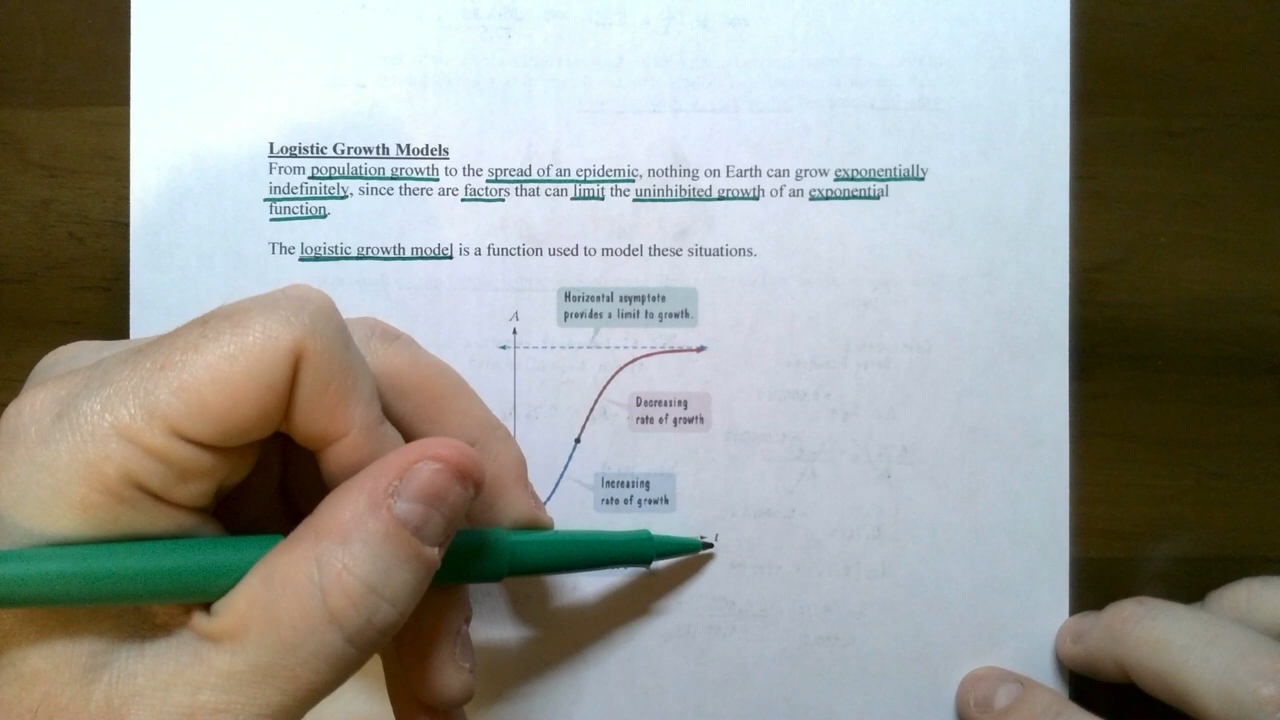 Logistic Growth Models
From population growth to the spread of an epidemic, nothing on Earth can grow exponentially
indefinitely, since there are factors that can limit the uninhibited growth of an exponential
function.
The logistic growth model is a function used to model these situations.
Horizontal asymptote
provides a limit to growth.
A
Decreasing
rate of growth
Increasing
rate of growth
t